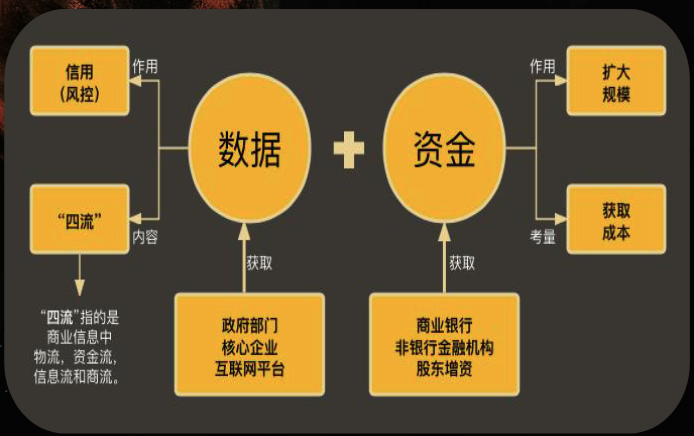 信用
（风控）
作用
数据
资金
作用
扩大
规模
“四流”
内容
考量
获取
成本
获取
获取
“四流”指的是
商业信息中
物流，资金流，
信息流和商流。
政府部门
核心企业
互联网平台
商业银行
非银行金融机构
股东增资